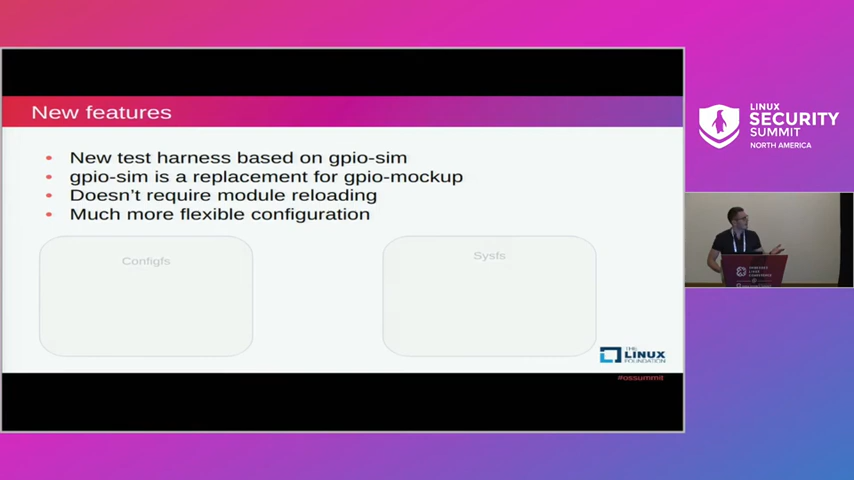 New features
• New test harness based on gpio-sim
• gpio-sim is a replacement for gpio-mockup
• Doesn't require module reloading
• Much more flexible configuration
Configfs
Sysfs
THE
LINUX
FOUNDATION
#ossummit
LINUX
SECURITY
SUMMIT
NORTH AMERICA